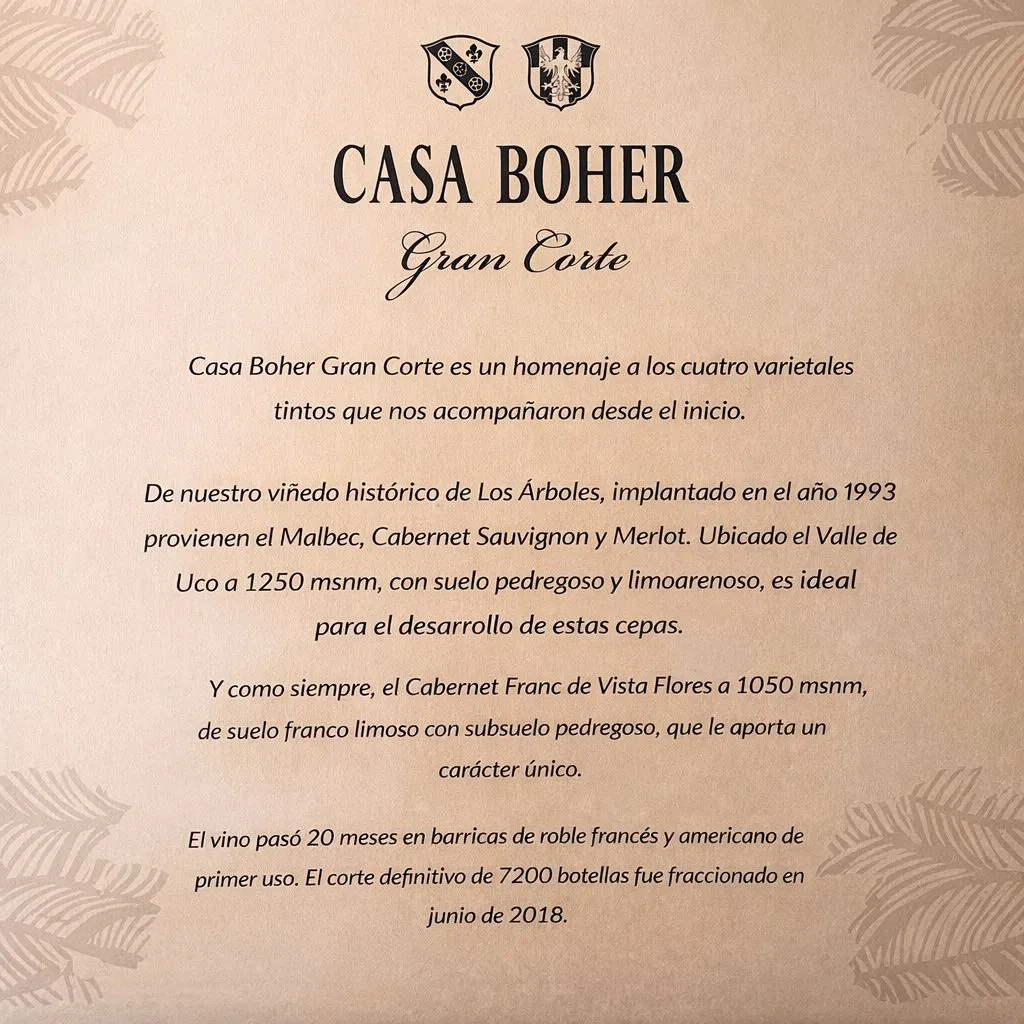 CASA BOHER
Gran Corte
Casa Boher Gran Corte es un homenaje a los cuatro varietales
tintos que nos acompañaron desde el inicio.
De nuestro viñedo histórico de Los Árboles, implantado en el año 1993
provienen el Malbec, Cabernet Sauvignon y Merlot. Ubicado el Valle de
Uco a 1250 msnm, con suelo pedregoso y limoarenoso, es ideal
para el desarrollo de estas cepas.
Y como siempre, el Cabernet Franc de Vista Flores a 1050 msnm,
de suelo franco limoso con subsuelo pedregoso, que le aporta un
carácter único.
El vino pasó 20 meses en barricas de roble francés y americano de
primer uso. El corte definitivo de 7200 botellas fue fraccionado en
junio de 2018.